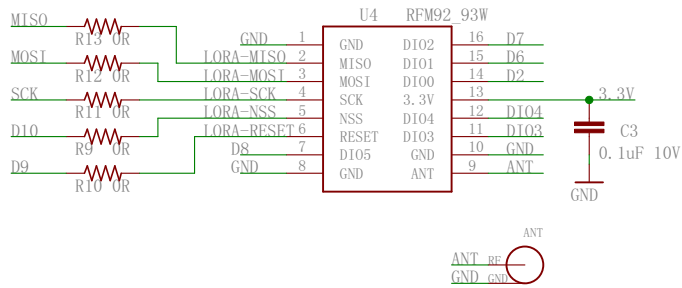 U4 RFM92_93W
MISO
R13 0R
MOSI
R12 0R
SCK
R11 0R
D10
R9 0R
D9
R10 0R
GND 1 GND DIO2 16 D7
LORA-MISO 2 MISO DIO1 15 D6
LORA-MOSI 3 MOSI DIO0 14 D2
LORA-SCK 4 SCK 3.3V 13 3.3V
LORA-NSS 5 NSS DIO4 12 DIO4
LORA-RESET 6 RESET DIO3 11 DIO3
D8 7 DIO5 GND 10 GND
GND 8 GND ANT 9 ANT
C3
0.1uF 10V
GND
ANT
ANT RF
GND GND